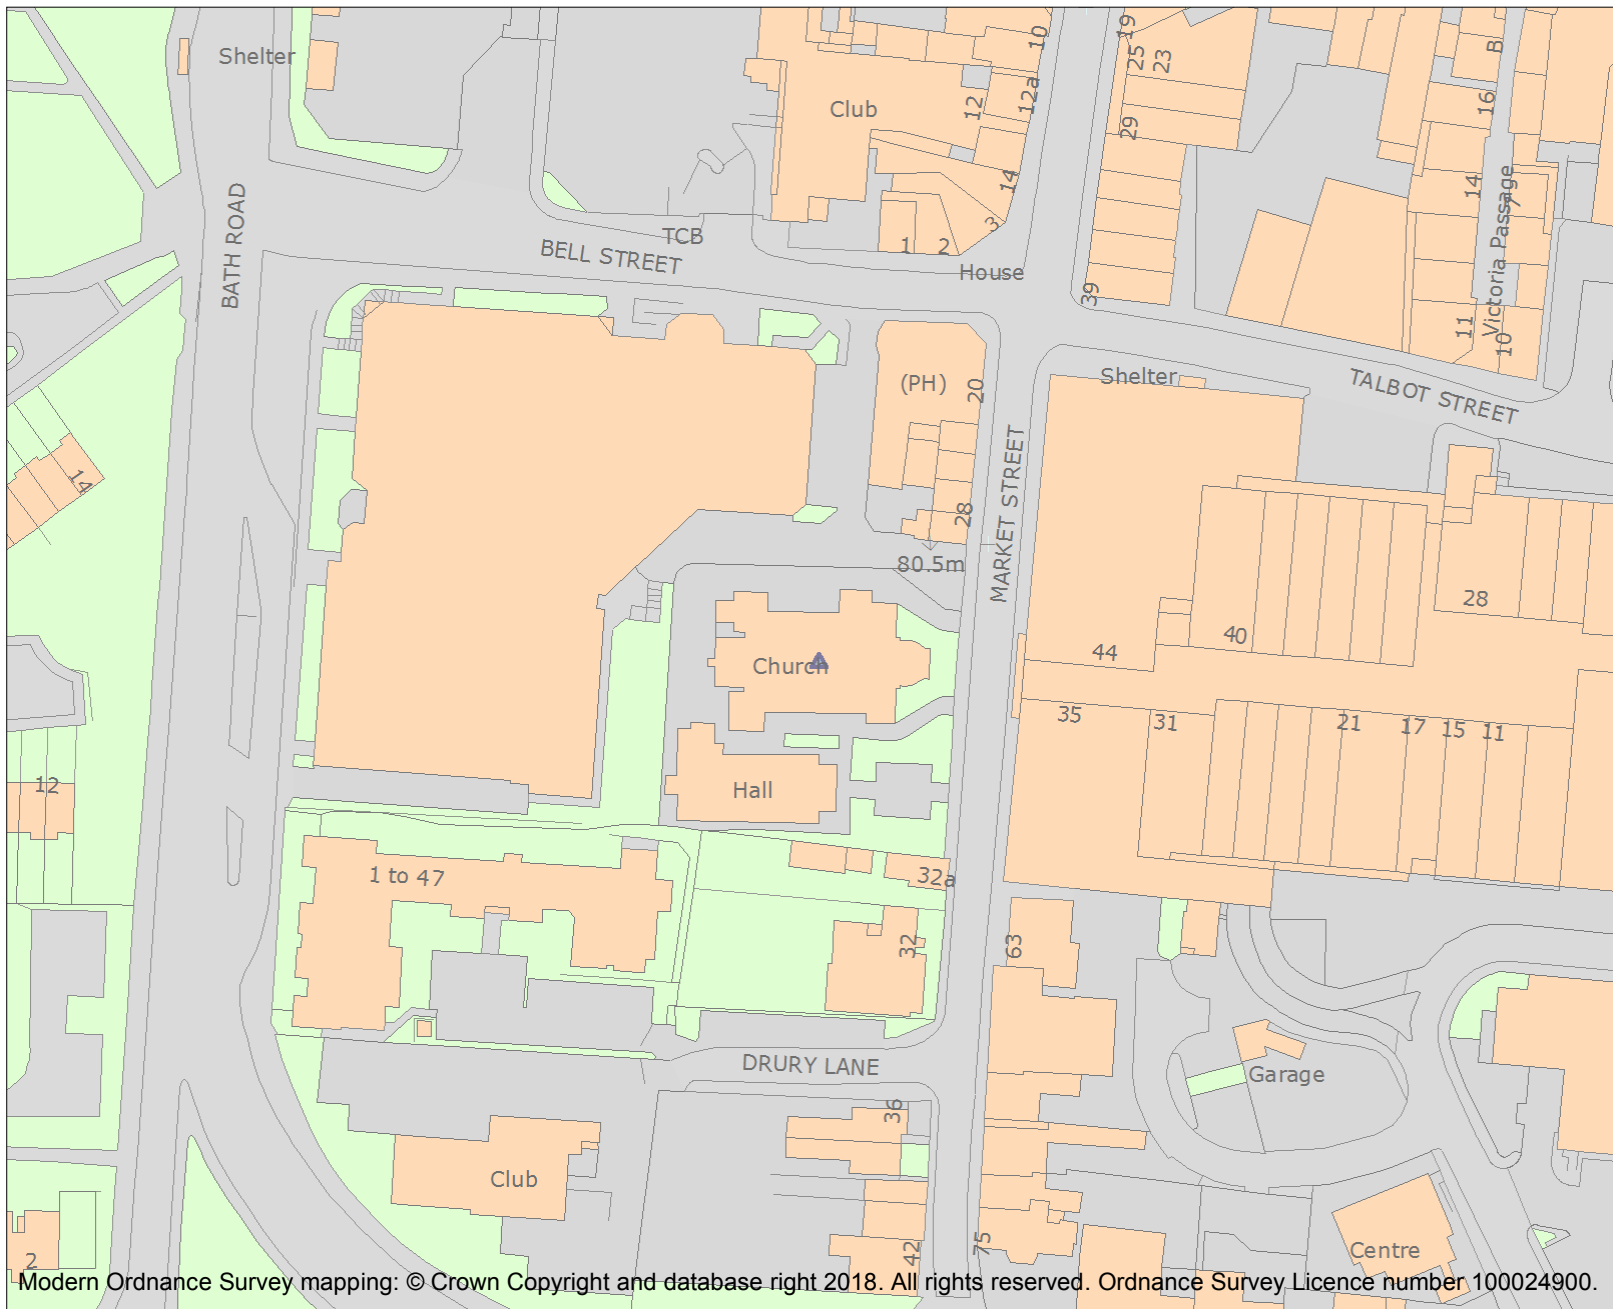 Shelter
Club
10
12
12a
14
19
25
23
29
39
B
16
14
7
Victoria Passage
11
10
BATH ROAD
BELL STREET
TCB
1
2
3
House
TALBOT STREET
Shelter
(PH)
20
28
14
MARKET STREET
80.5m
28
40
44
Church
35
31
21
17
15
11
12
Hall
1 to 47
32a
32
63
DRURY LANE
Garage
36
Club
42
75
Centre
2
Modern Ordnance Survey mapping: © Crown Copyright and database right 2018. All rights reserved. Ordnance Survey Licence number 100024900.